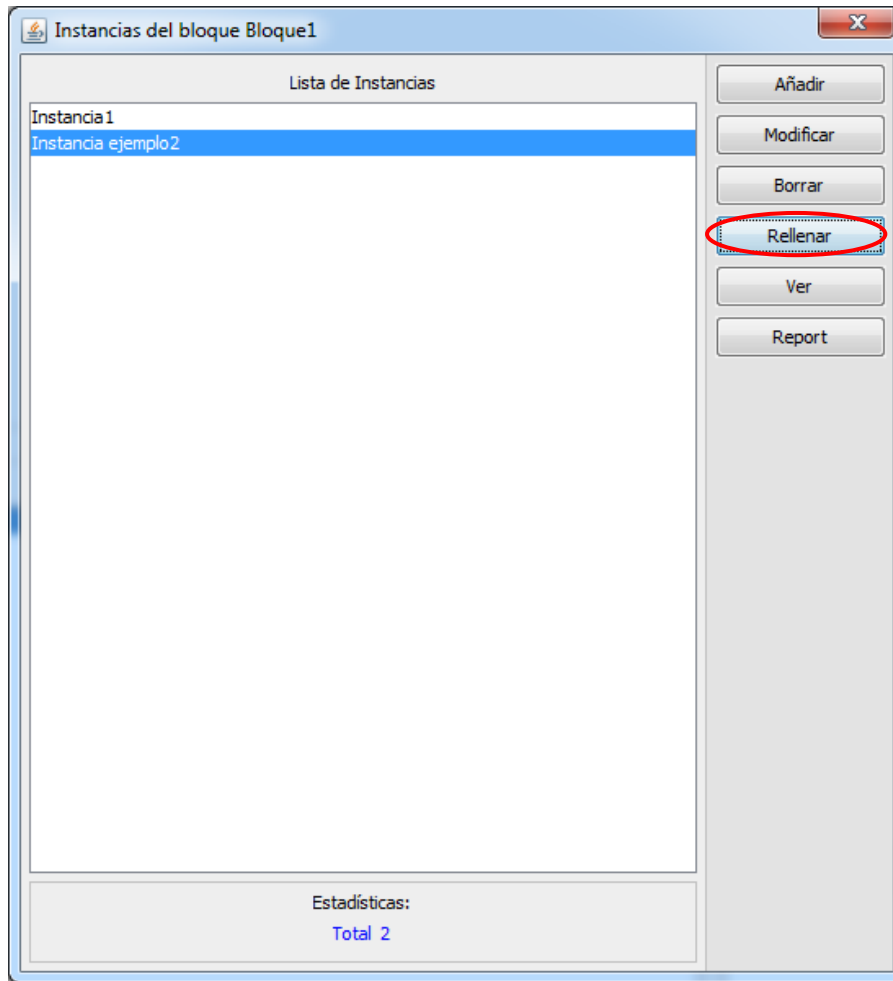 Instancias del bloque Bloque1
Lista de Instancias
Instancia1
Instancia ejemplo2
Añadir
Modificar
Borrar
Rellenar
Ver
Report
Estadísticas:
Total 2